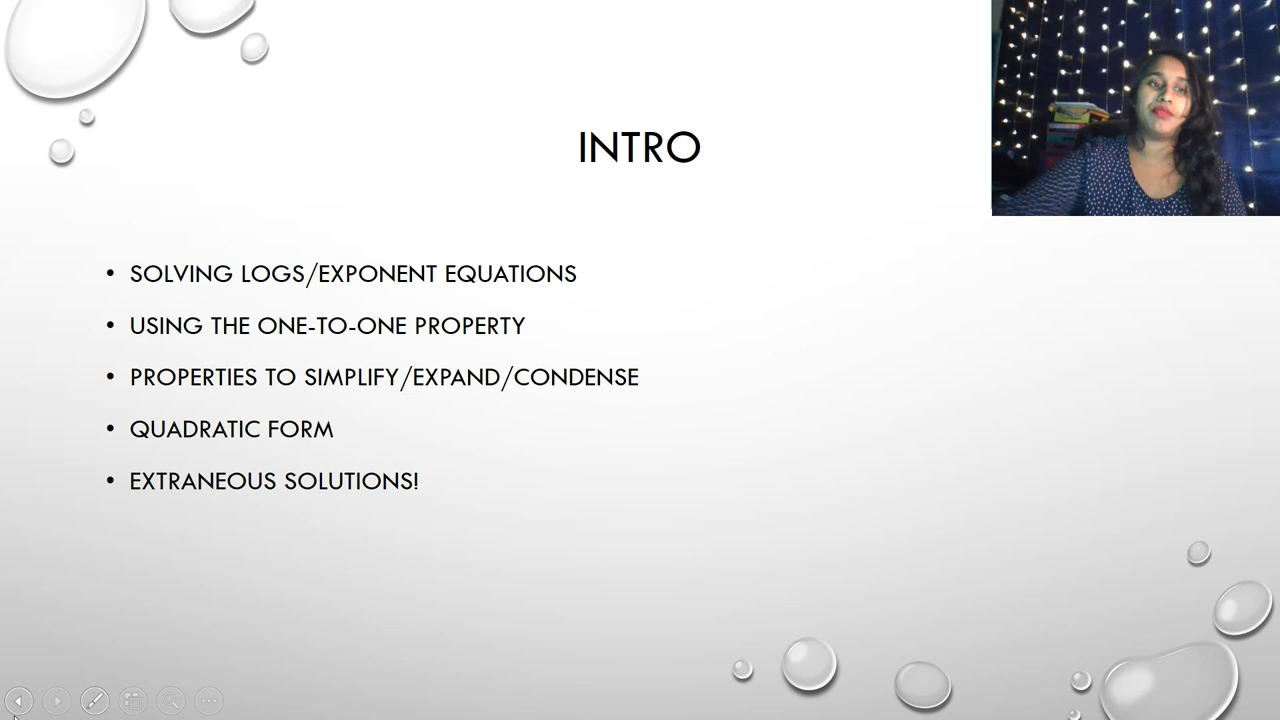 INTRO
• SOLVING LOGS/EXPONENT EQUATIONS
• USING THE ONE-TO-ONE PROPERTY
• PROPERTIES TO SIMPLIFY/EXPAND/CONDENSE
• QUADRATIC FORM
• EXTRANEOUS SOLUTIONS!